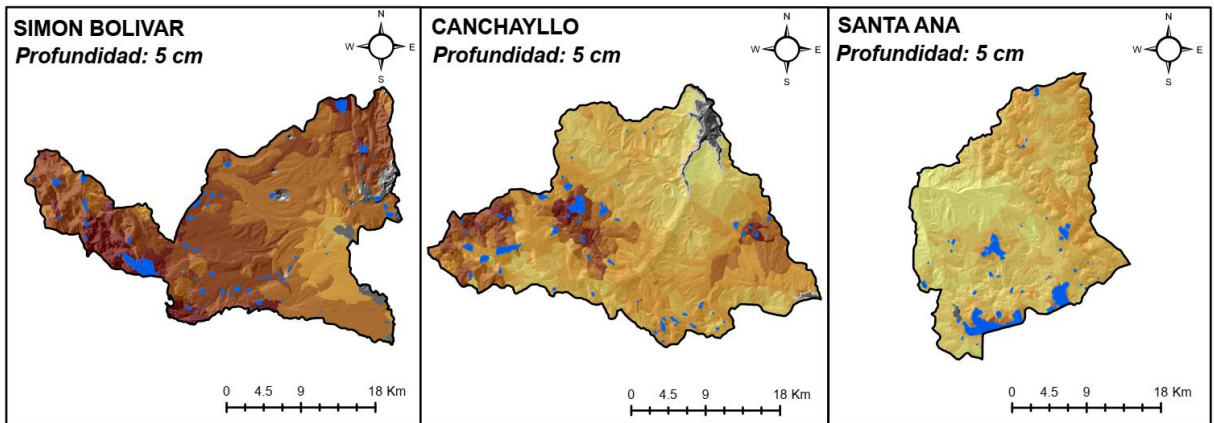 SIMON BOLIVAR
Profundidad: 5 cm
N
W E
S
0 4.5 9 18 Km
CANCHAYLLO
Profundidad: 5 cm
N
W E
S
0 4.5 9 18 Km
SANTA ANA
Profundidad: 5 cm
N
W E
S
0 4.5 9 18 Km